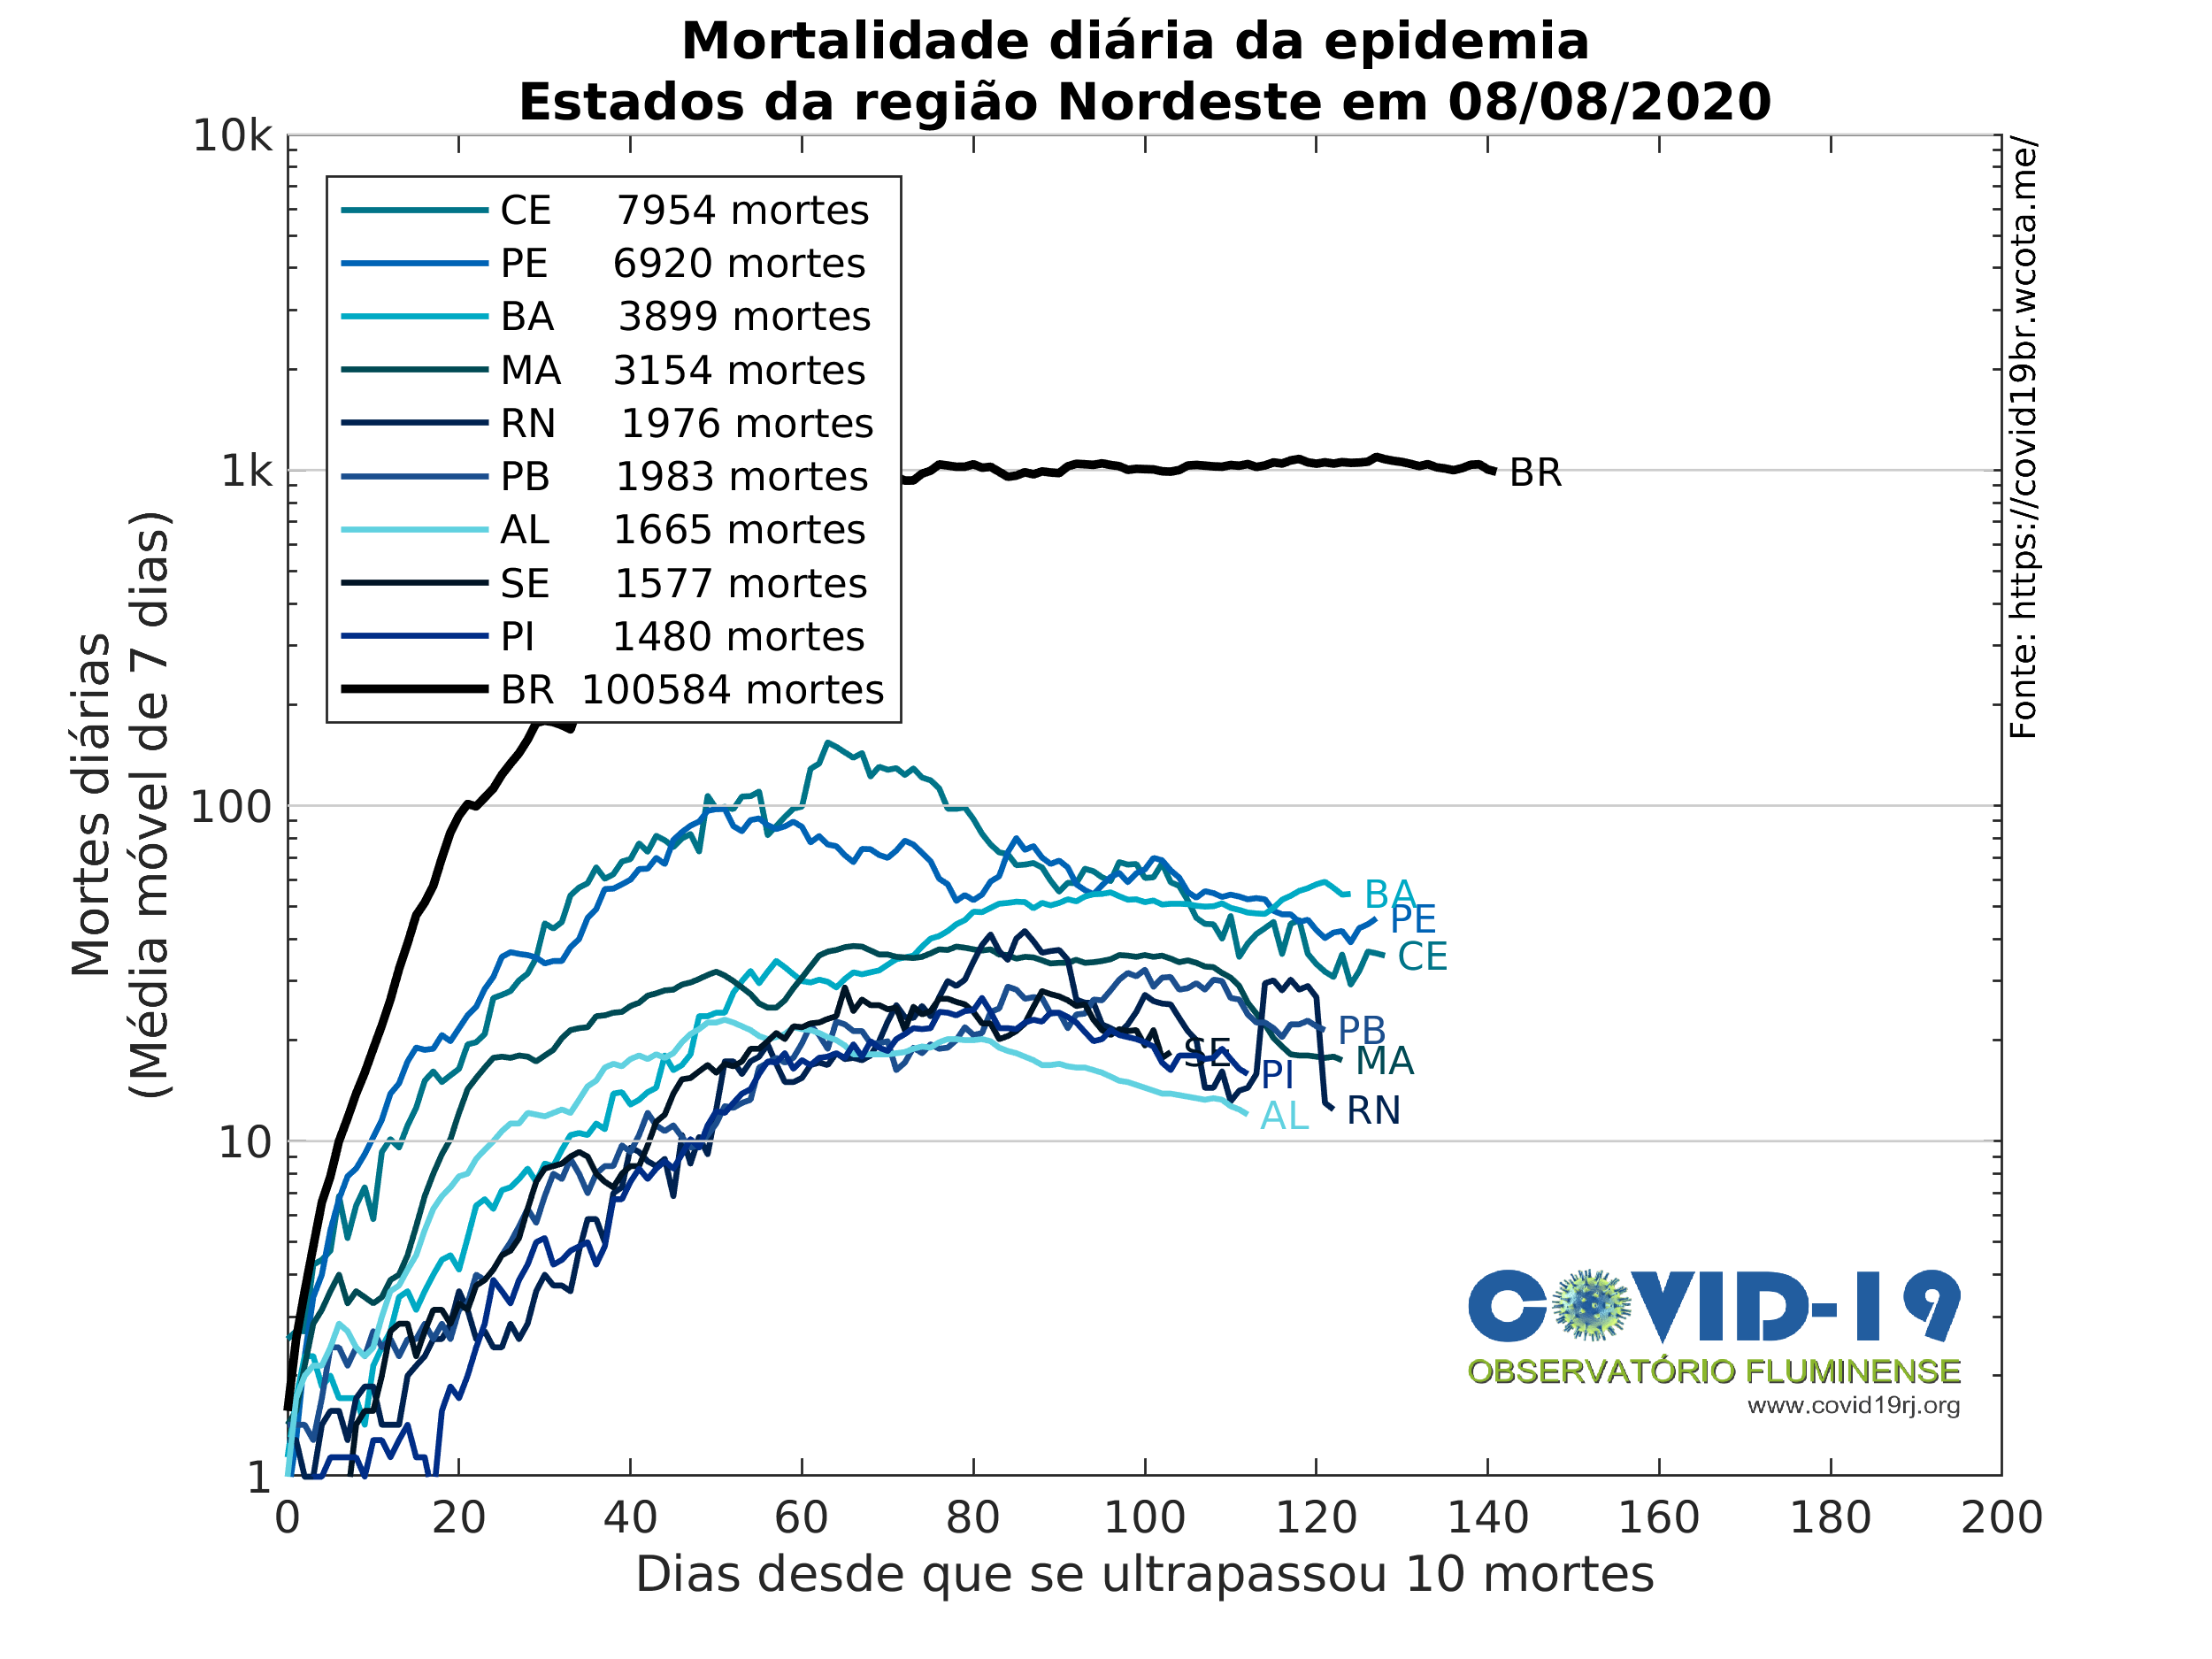 Mortalidade diária da epidemia
Estados da região Nordeste em 08/08/2020
Mortes diárias
(Média móvel de 7 dias)
10k
1k
100
10
1
CE 7954 mortes
PE 6920 mortes
BA 3899 mortes
MA 3154 mortes
RN 1976 mortes
PB 1983 mortes
AL 1665 mortes
SE 1577 mortes
PI 1480 mortes
BR 100584 mortes
BR
BA
PE
CE
PB
SE
MA
PI
RN
AL
Fonte: https://covid19br.wcota.me/
COVID-19
OBSERVATÓRIO FLUMINENSE
www.covid19rj.org
0 20 40 60 80 100 120 140 160 180 200
Dias desde que se ultrapassou 10 mortes